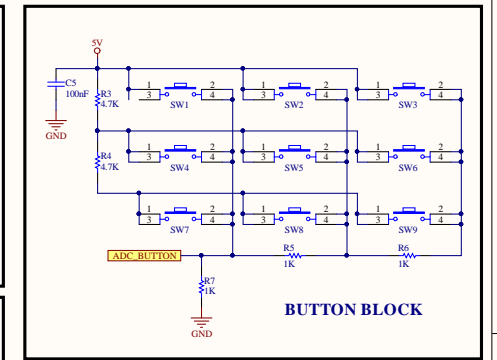 5V
C5
100nF
GND
R3
4.7K
1 2
3 4
SW1
1 2
3 4
SW2
1 2
3 4
SW3
R4
4.7K
1 2
3 4
SW4
1 2
3 4
SW5
1 2
3 4
SW6
1 2
3 4
SW7
1 2
3 4
SW8
1 2
3 4
SW9
ADC_BUTTON
R5
1K
R6
1K
R7
1K
GND
BUTTON BLOCK